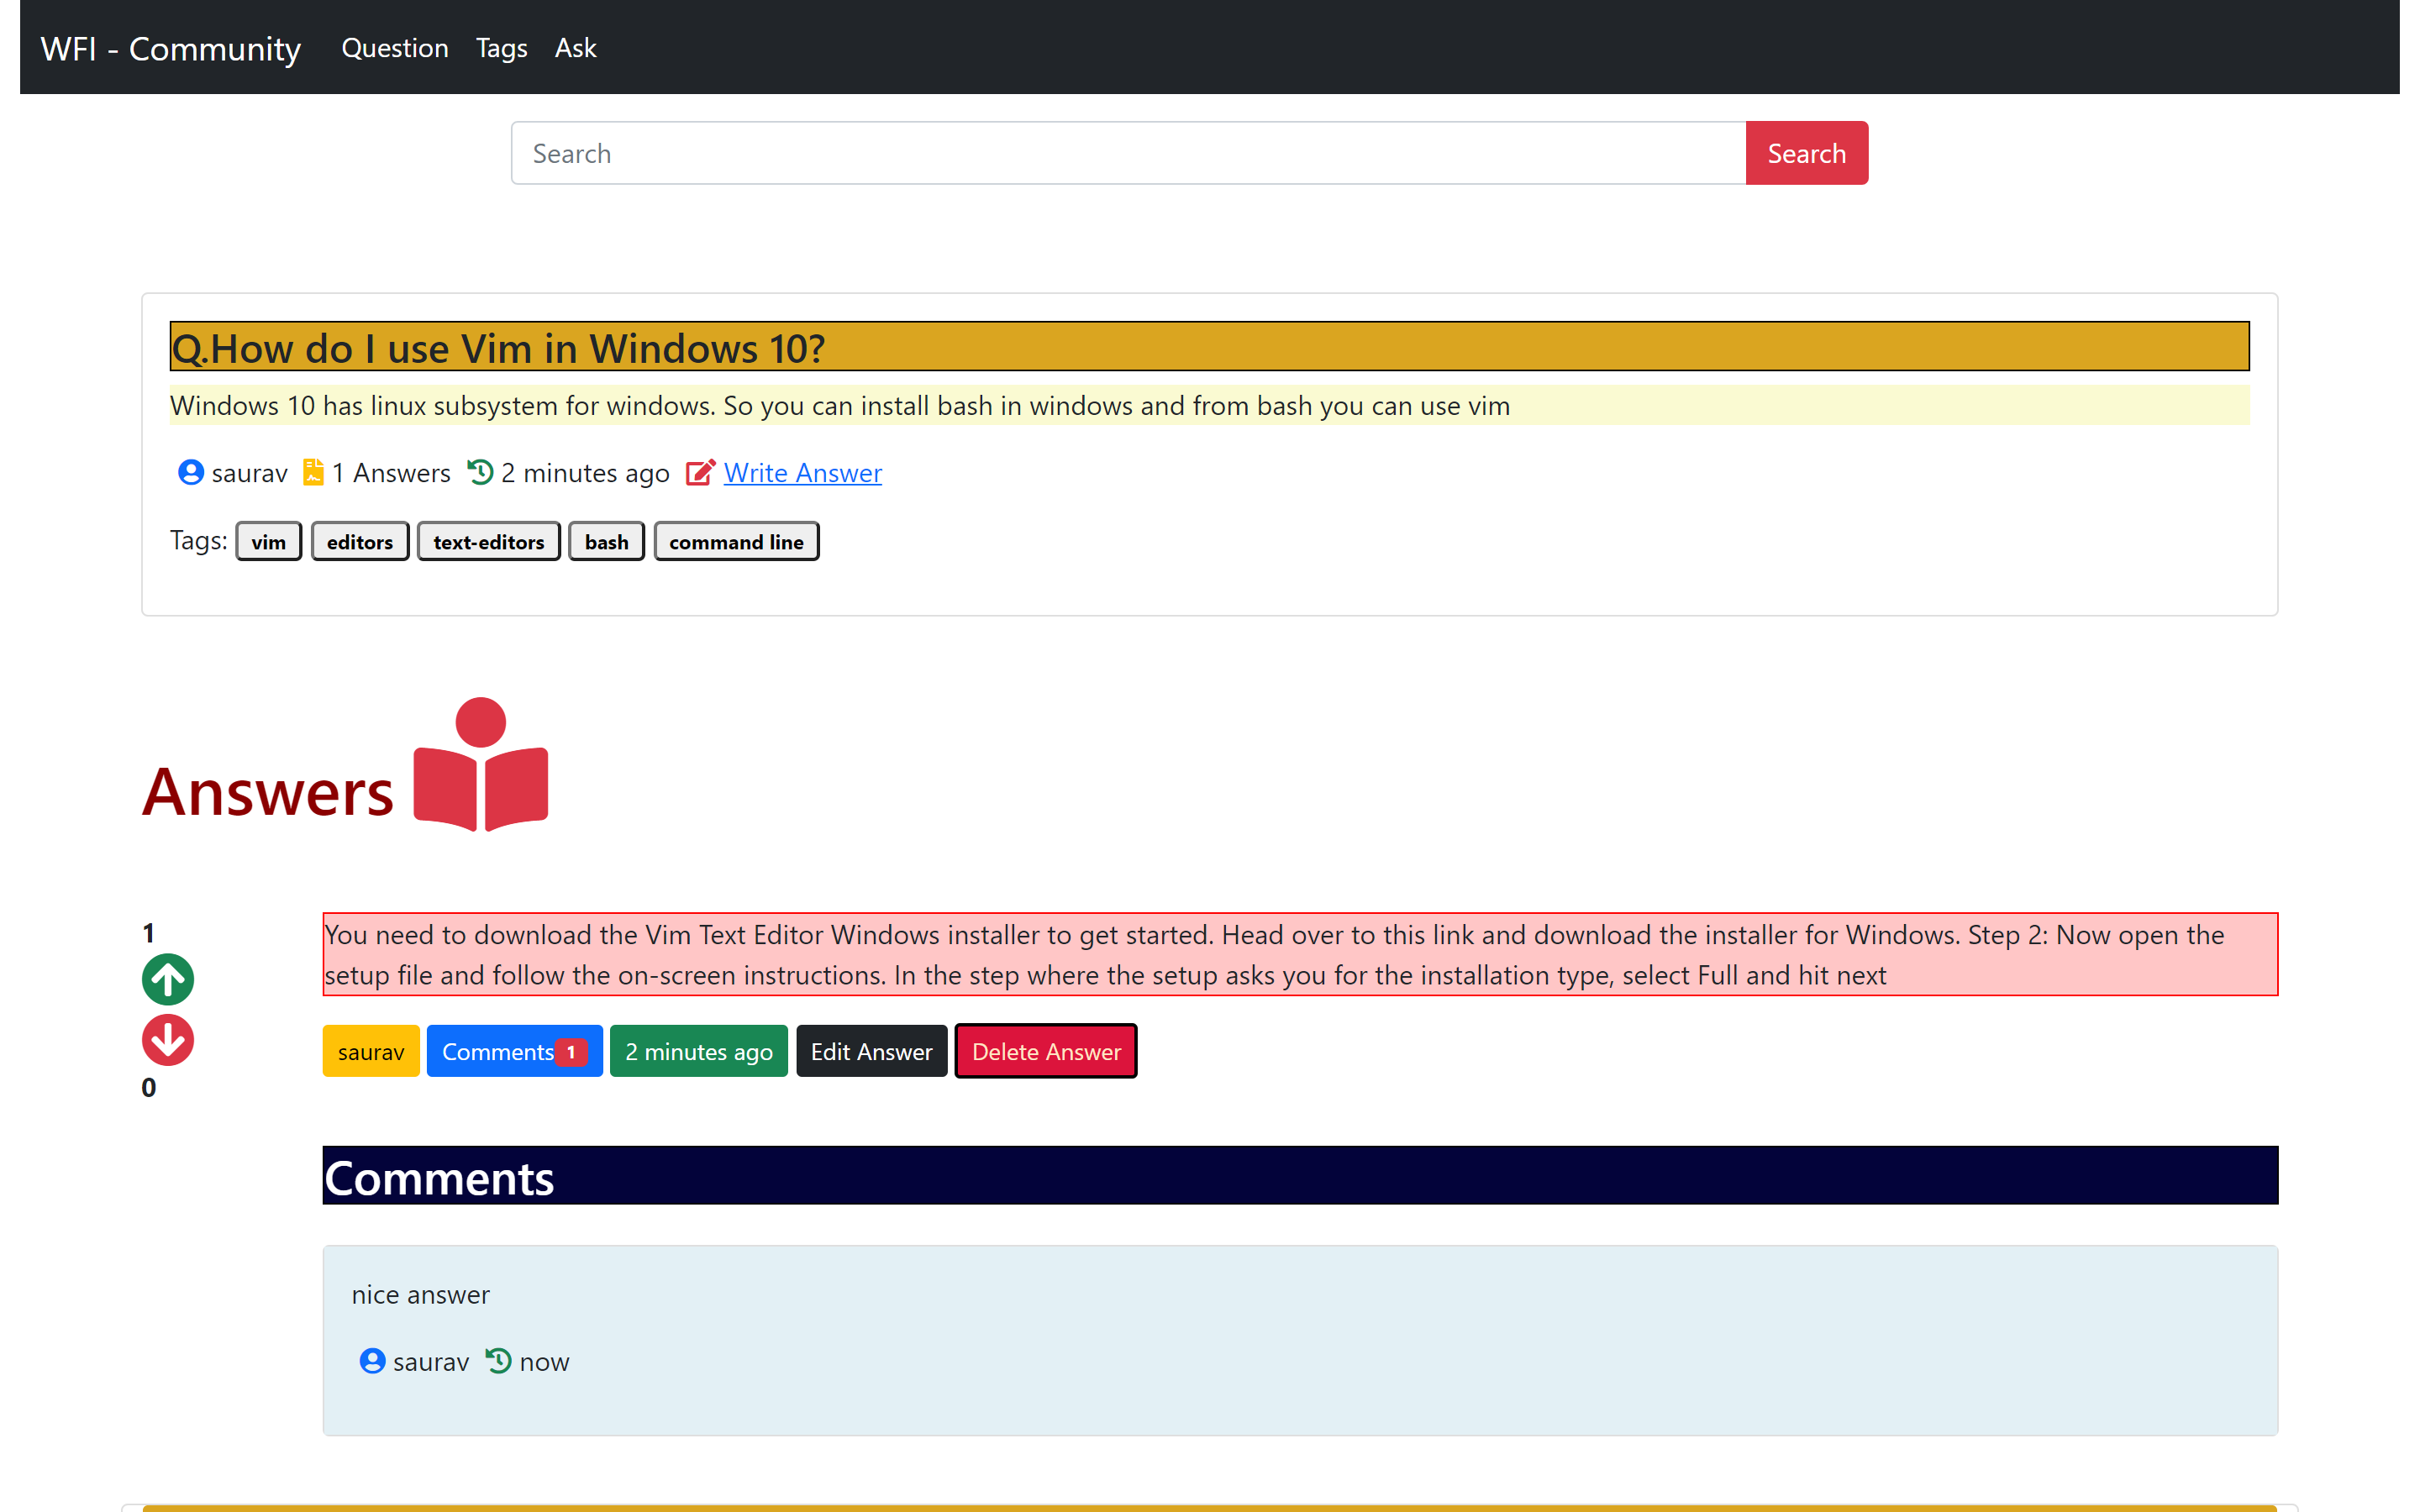 WFI - Community Question Tags Ask
Search Search
Q.How do I use Vim in Windows 10?
Windows 10 has linux subsystem for windows. So you can install bash in windows and from bash you can use vim
saurav 1 Answers 2 minutes ago Write Answer
Tags: vim editors text-editors bash command line
Answers
1
You need to download the Vim Text Editor Windows installer to get started. Head over to this link and download the installer for Windows. Step 2: Now open the
setup file and follow the on-screen instructions. In the step where the setup asks you for the installation type, select Full and hit next
saurav Comments 1 2 minutes ago Edit Answer Delete Answer
0
Comments
nice answer
saurav now